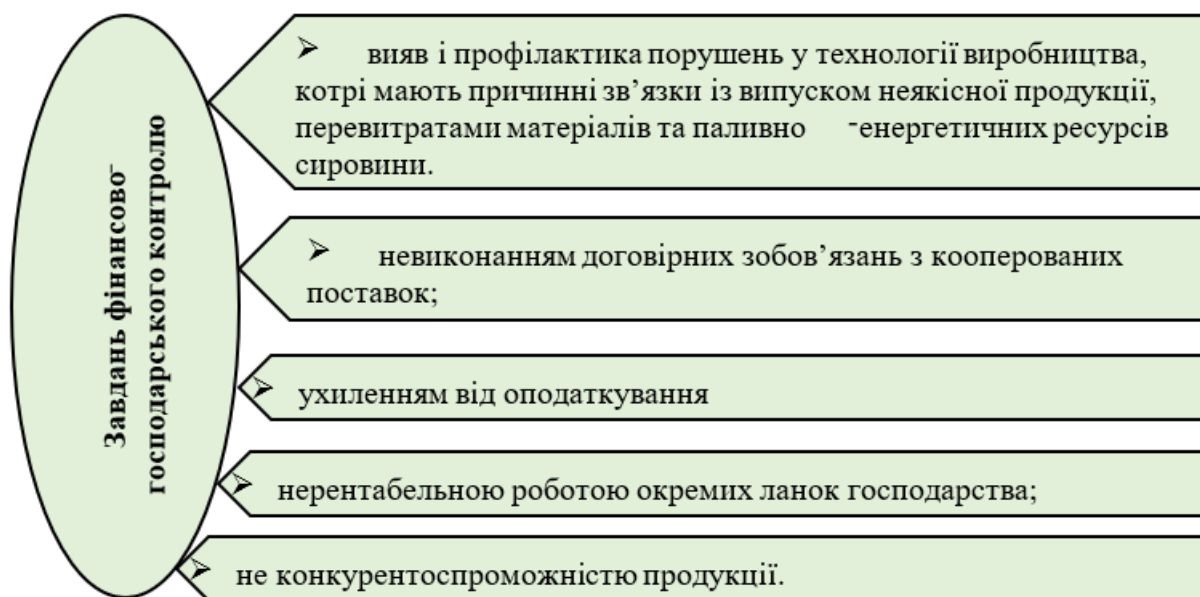 Завдань фінансово-
господарського контролю
➢ вияв і профілактика порушень у технології виробництва,
котрі мають причинні зв’язки із випуском неякісної продукції,
перевитратами матеріалів та паливно -енергетичних ресурсів
сировини.
➢ невиконанням договірних зобов’язань з кооперованих
поставок;
➢ ухиленням від оподаткування
➢ нерентабельною роботою окремих ланок господарства;
➢ не конкурентоспроможністю продукції.